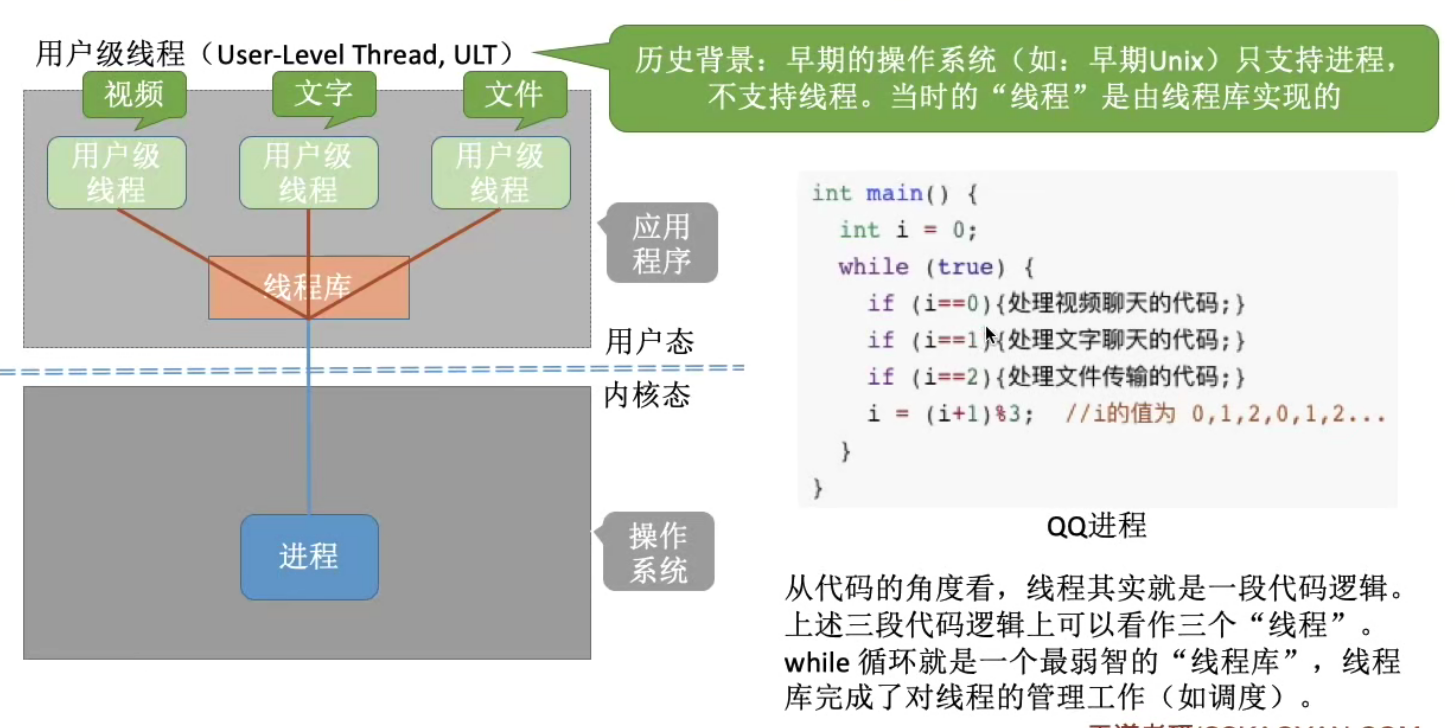 用户级线程（User-Level Thread, ULT）
历史背景：早期的操作系统（如：早期Unix）只支持进程，
不支持线程。当时的“线程”是由线程库实现的
视频
文字
文件
用户级
线程
用户级
线程
用户级
线程
线程库
应用
程序
用户态
内核态
进程
操作
系统
int main() {
int i = 0;
while (true) {
if (i==0){处理视频聊天的代码;}
if (i==1){处理文字聊天的代码;}
if (i==2){处理文件传输的代码;}
i = (i+1)%3; //i的值为 0,1,2,0,1,2...
}
}
QQ进程
从代码的角度看，线程其实就是一段代码逻辑。
上述三段代码逻辑上可以看作三个“线程”。
while 循环就是一个最弱智的“线程库”，线程
库完成了对线程的管理工作（如调度）。